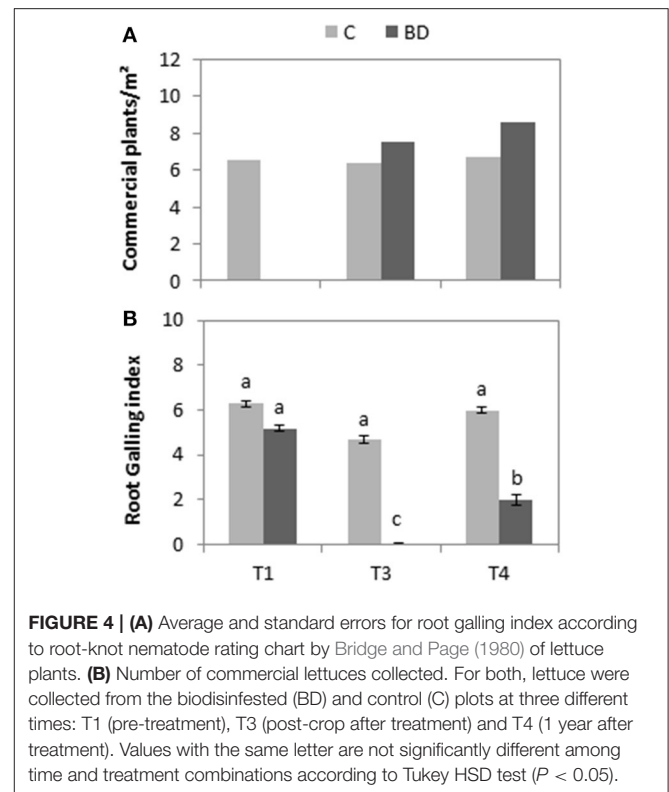 A
C BD
Commercial plants/m²
12
10
8
6
4
2
0
B
Root Galling index
10
8
6
4
2
0
a
a
a
c
a
b
T1 T3 T4
FIGURE 4 | (A) Average and standard errors for root galling index according
to root-knot nematode rating chart by Bridge and Page (1980) of lettuce
plants. (B) Number of commercial lettuces collected. For both, lettuce were
collected from the biodisinfested (BD) and control (C) plots at three different
times: T1 (pre-treatment), T3 (post-crop after treatment) and T4 (1 year after
treatment). Values with the same letter are not significantly different among
time and treatment combinations according to Tukey HSD test (P < 0.05).